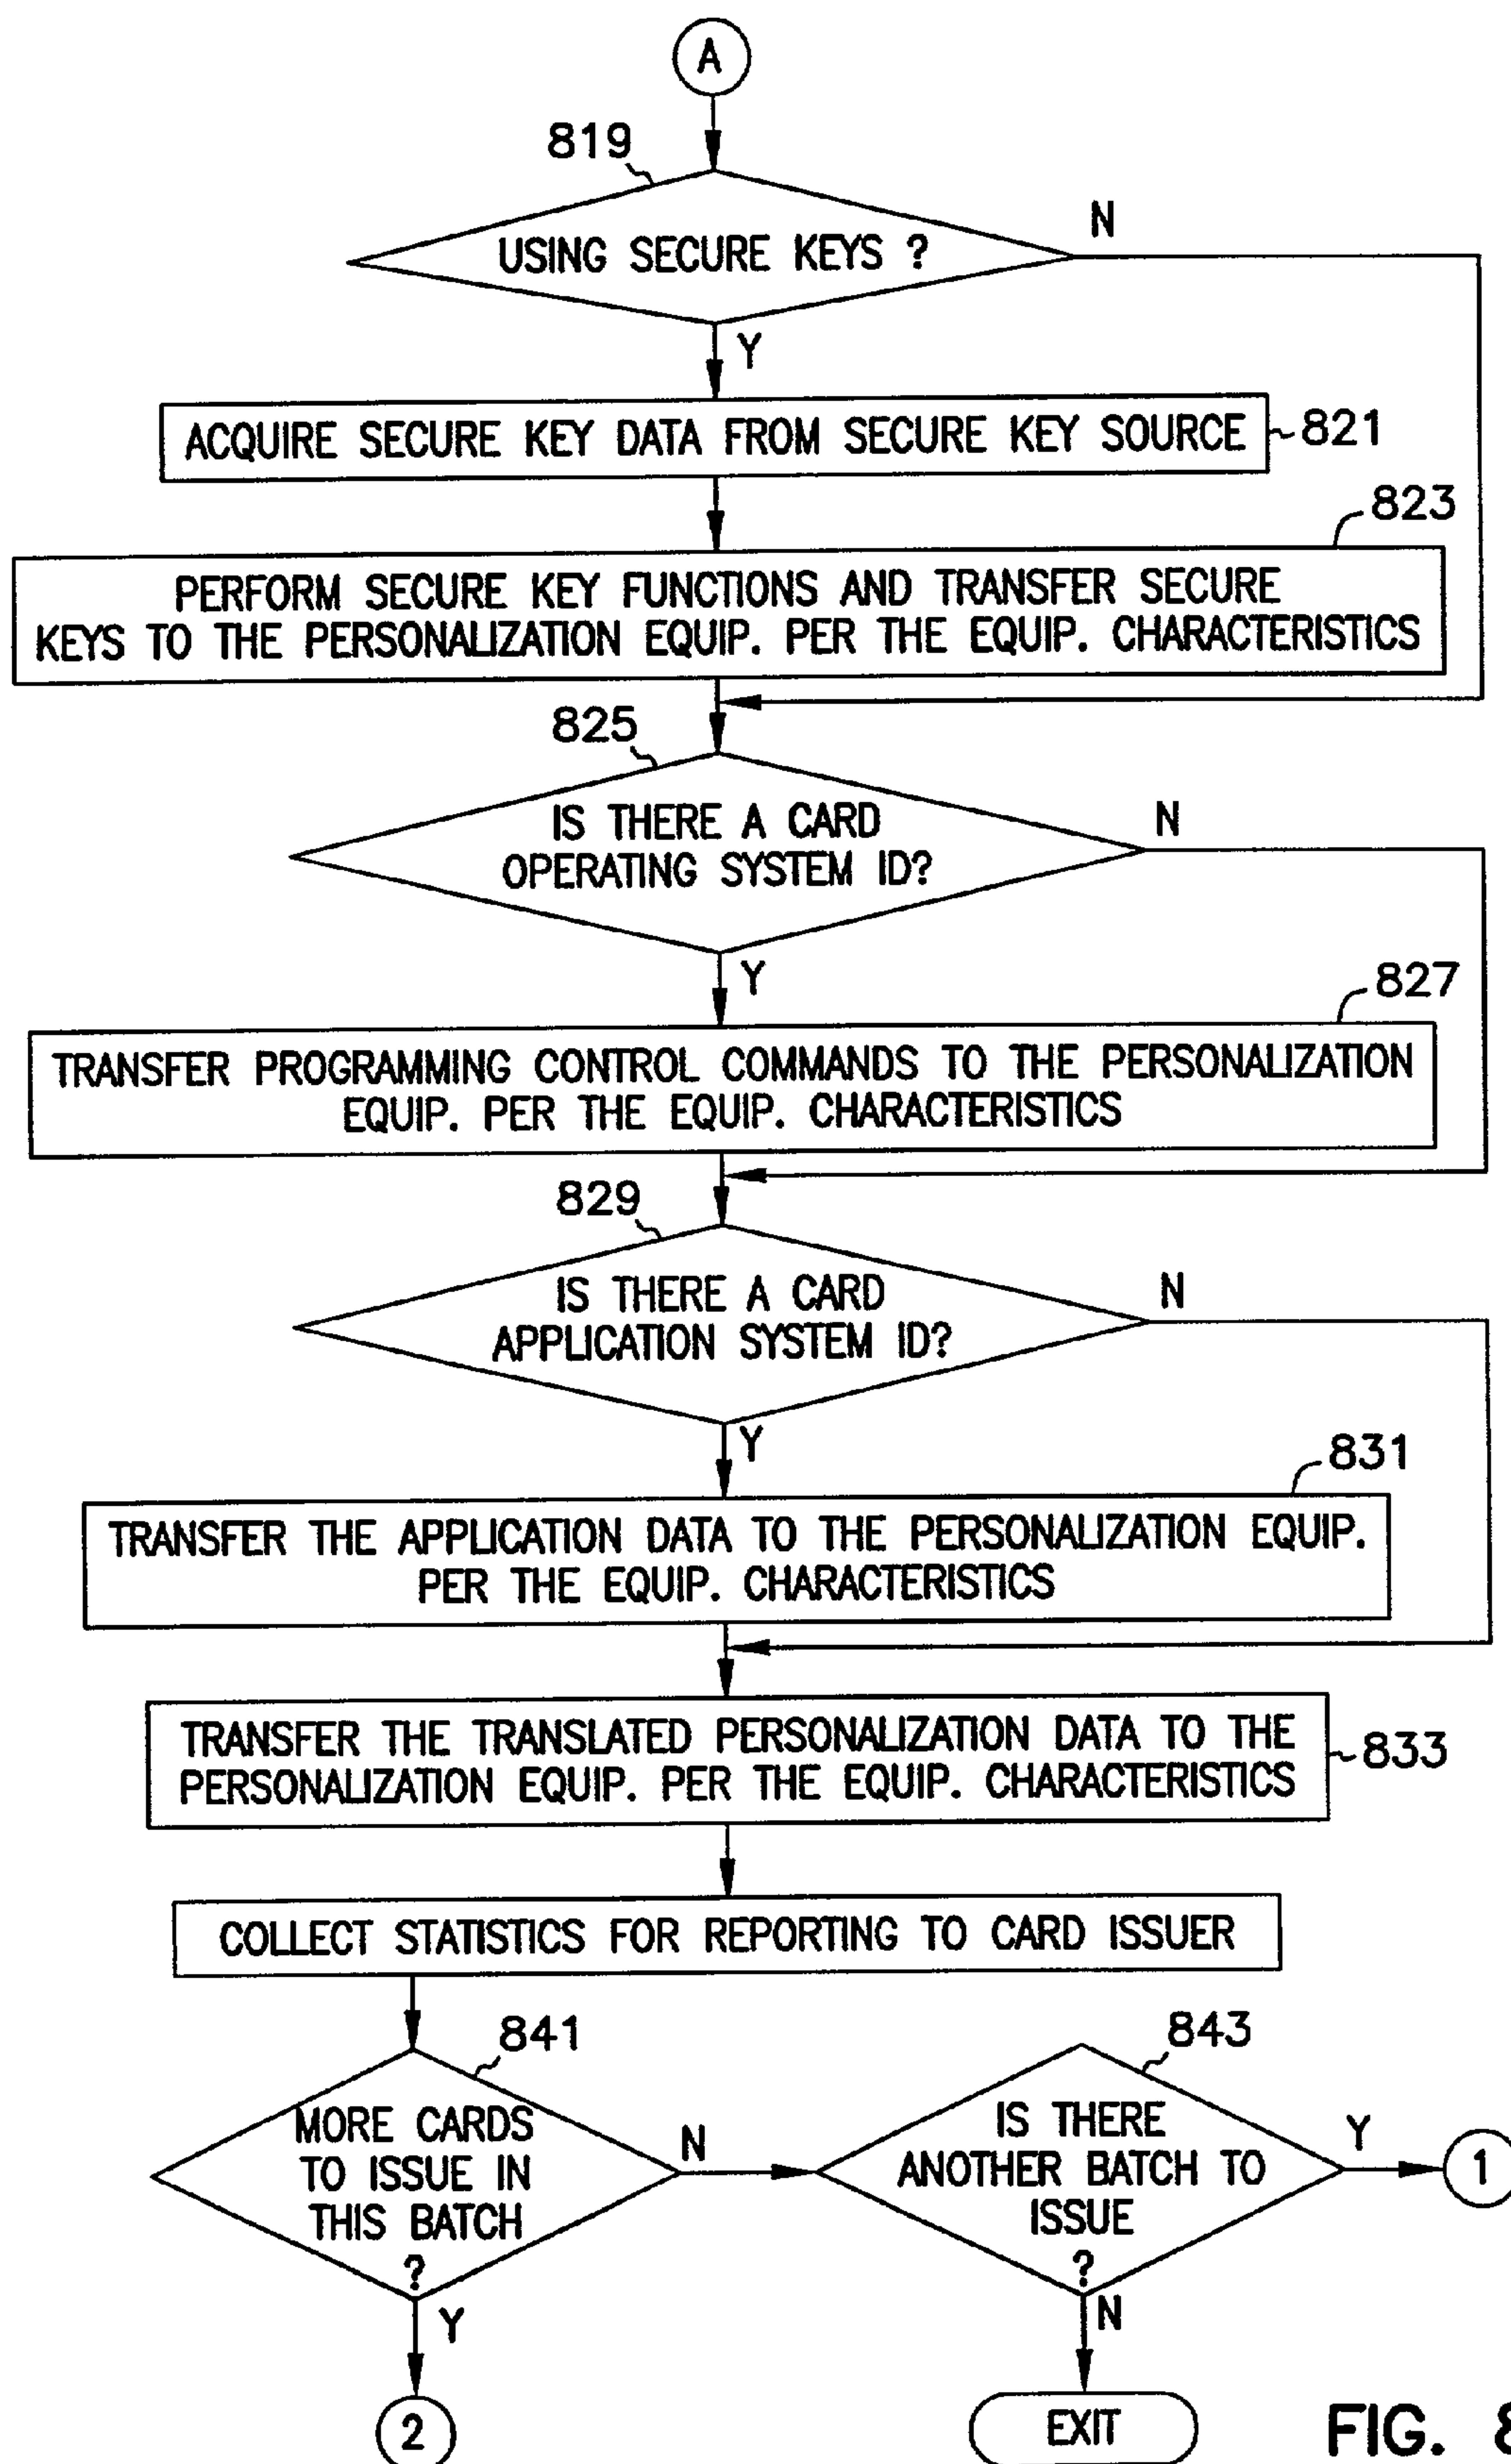 A
819
USING SECURE KEYS ?
N
Y
ACQUIRE SECURE KEY DATA FROM SECURE KEY SOURCE
821
823
PERFORM SECURE KEY FUNCTIONS AND TRANSFER SECURE
KEYS TO THE PERSONALIZATION EQUIP. PER THE EQUIP. CHARACTERISTICS
825
IS THERE A CARD
OPERATING SYSTEM ID?
N
Y
827
TRANSFER PROGRAMMING CONTROL COMMANDS TO THE PERSONALIZATION
EQUIP. PER THE EQUIP. CHARACTERISTICS
829
IS THERE A CARD
APPLICATION SYSTEM ID?
N
Y
831
TRANSFER THE APPLICATION DATA TO THE PERSONALIZATION EQUIP.
PER THE EQUIP. CHARACTERISTICS
TRANSFER THE TRANSLATED PERSONALIZATION DATA TO THE
PERSONALIZATION EQUIP. PER THE EQUIP. CHARACTERISTICS
833
COLLECT STATISTICS FOR REPORTING TO CARD ISSUER
841
MORE CARDS
TO ISSUE IN
THIS BATCH
?
N
Y
2
843
IS THERE
ANOTHER BATCH TO
ISSUE
?
Y
1
N
EXIT
FIG. 8